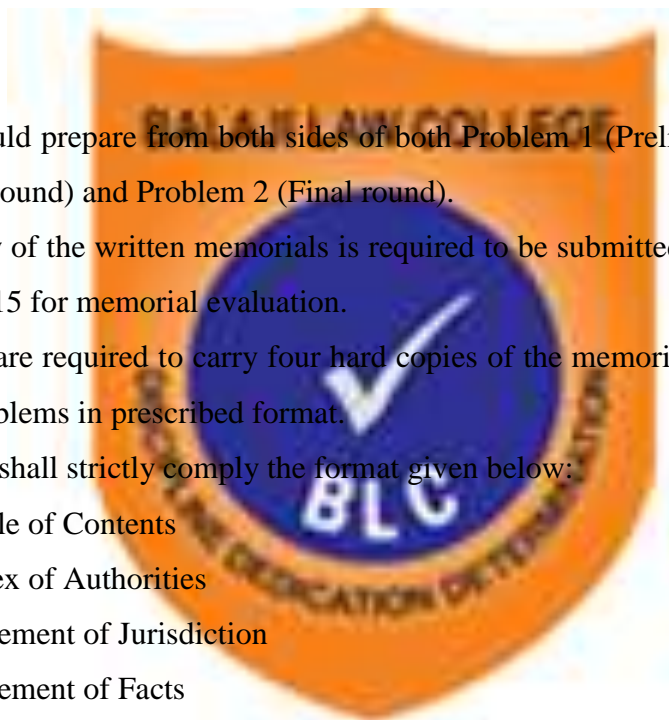 BALAJI LAW COLLEGE
uld prepare from both sides of both Problem 1 (Preli
ound) and Problem 2 (Final round).
y of the written memorials is required to be submitted
15 for memorial evaluation.
are required to carry four hard copies of the memori
blems in prescribed format.
shall strictly comply the format given below:
le of Contents
BLC
ex of Authorities
DISCIPLINE DEDICATION DETERMINATION
ement of Jurisdiction
ement of Facts